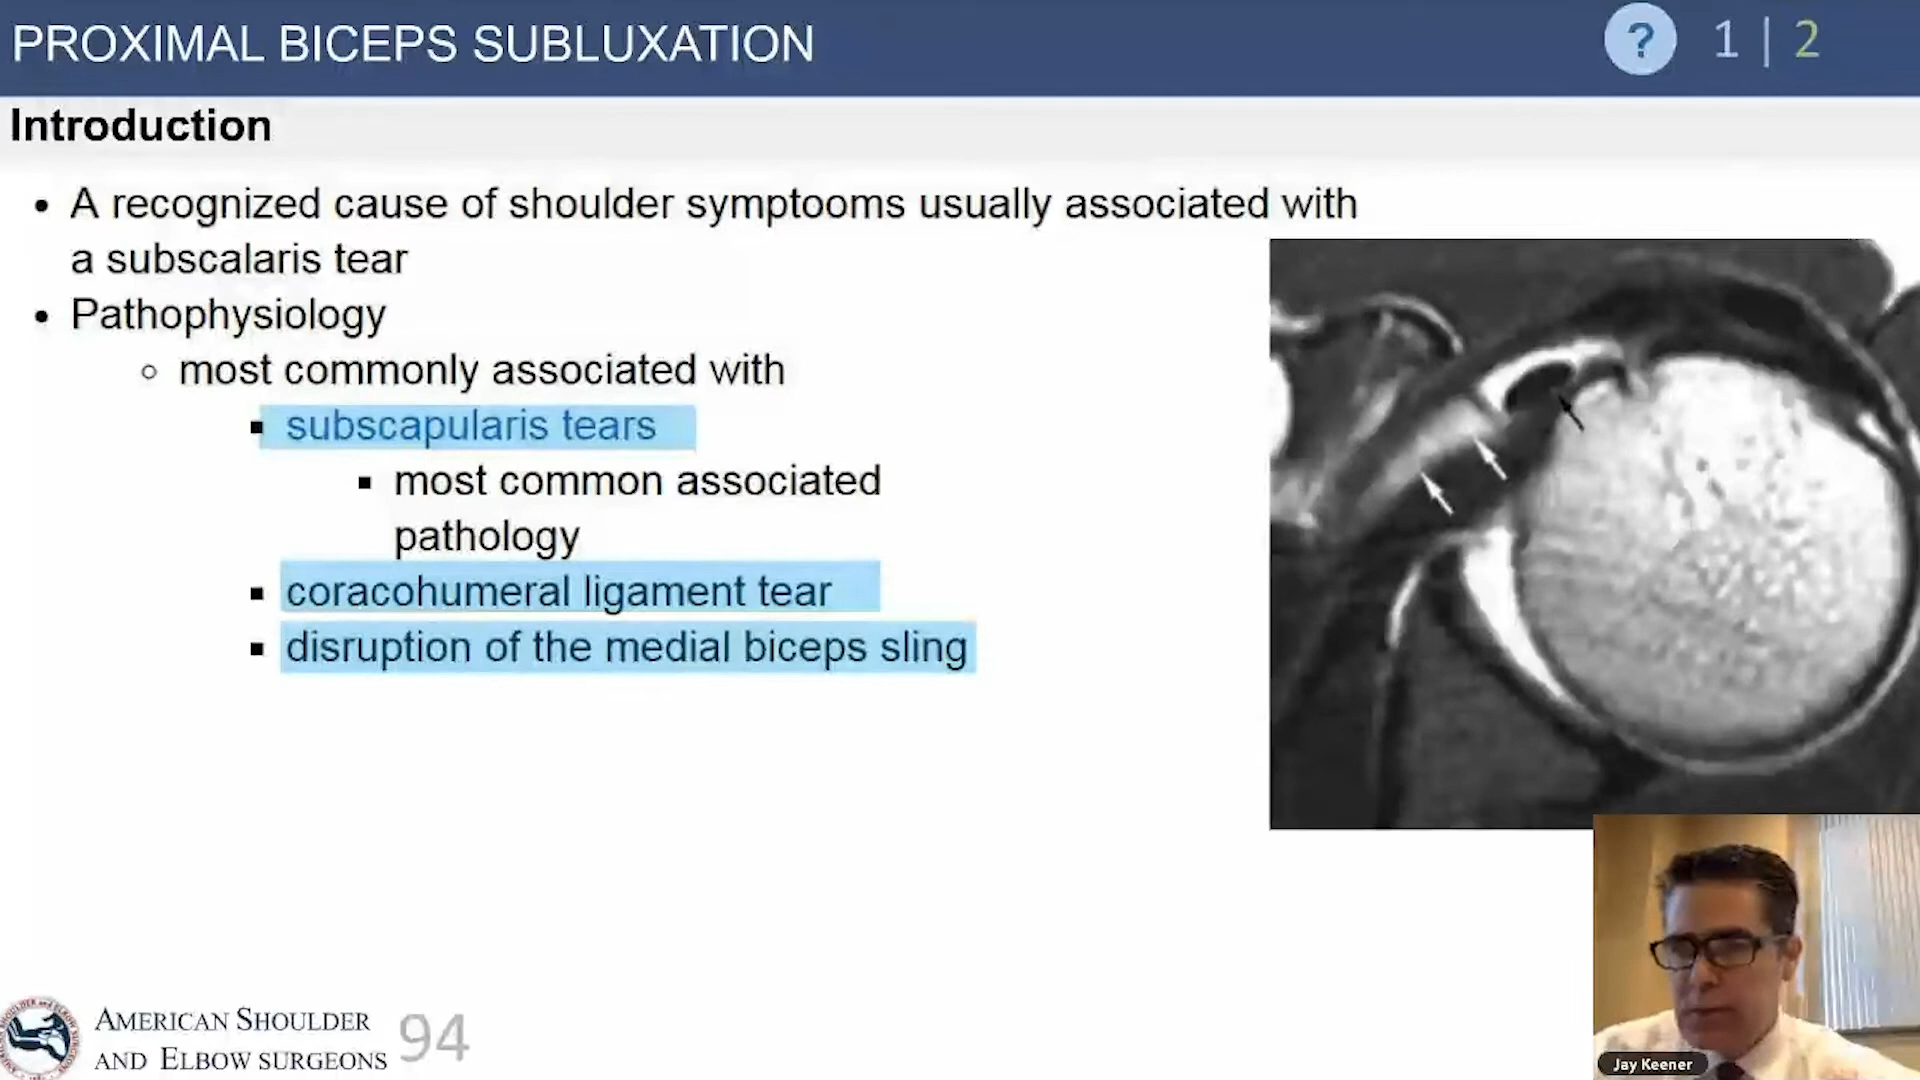 PROXIMAL BICEPS SUBLUXATION
? 1 | 2
Introduction
• A recognized cause of shoulder symptooms usually associated with
a subscalaris tear
• Pathophysiology
○ most commonly associated with
▪ subscapularis tears
▪ most common associated
pathology
▪ coracohumeral ligament tear
▪ disruption of the medial biceps sling
AMERICAN SHOULDER
AND ELBOW SURGEONS
94
Jay Keener